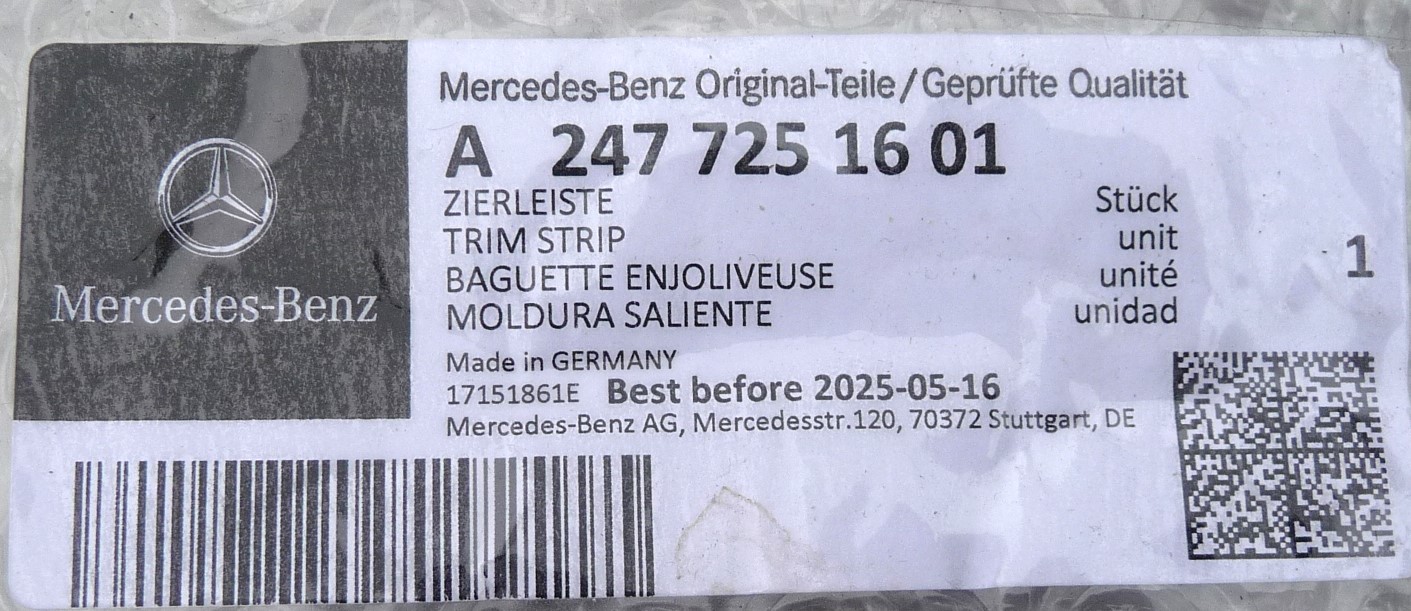 Mercedes-Benz
Mercedes-Benz Original-Teile/Geprüfte Qualität
A 247 725 16 01
ZIERLEISTE Stück
TRIM STRIP unit 1
BAGUETTE ENJOLIVEUSE unité
MOLDURA SALIENTE unidad
Made in GERMANY
17151861E Best before 2025-05-16
Mercedes-Benz AG, Mercedesstr.120, 70372 Stuttgart, DE